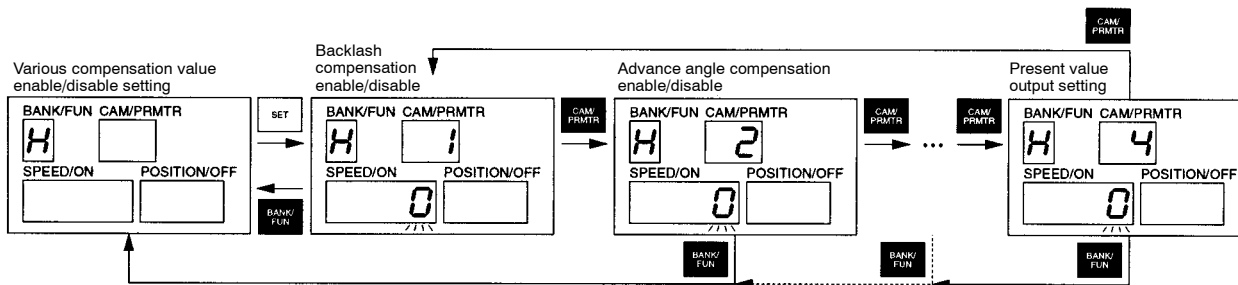 CAM/
PRMTR
Various compensation value
enable/disable setting
BANK/FUN CAM/PRMTR
H
SPEED/ON POSITION/OFF
SET
BANK/
FUN
Backlash
compensation
enable/disable
BANK/FUN CAM/PRMTR
H 1
SPEED/ON POSITION/OFF
0
CAM/
PRMTR
Advance angle compensation
enable/disable
BANK/FUN CAM/PRMTR
H 2
SPEED/ON POSITION/OFF
0
CAM/
PRMTR
...
CAM/
PRMTR
Present value
output setting
BANK/FUN CAM/PRMTR
H 4
SPEED/ON POSITION/OFF
0
BANK/
FUN
BANK/
FUN
BANK/
FUN